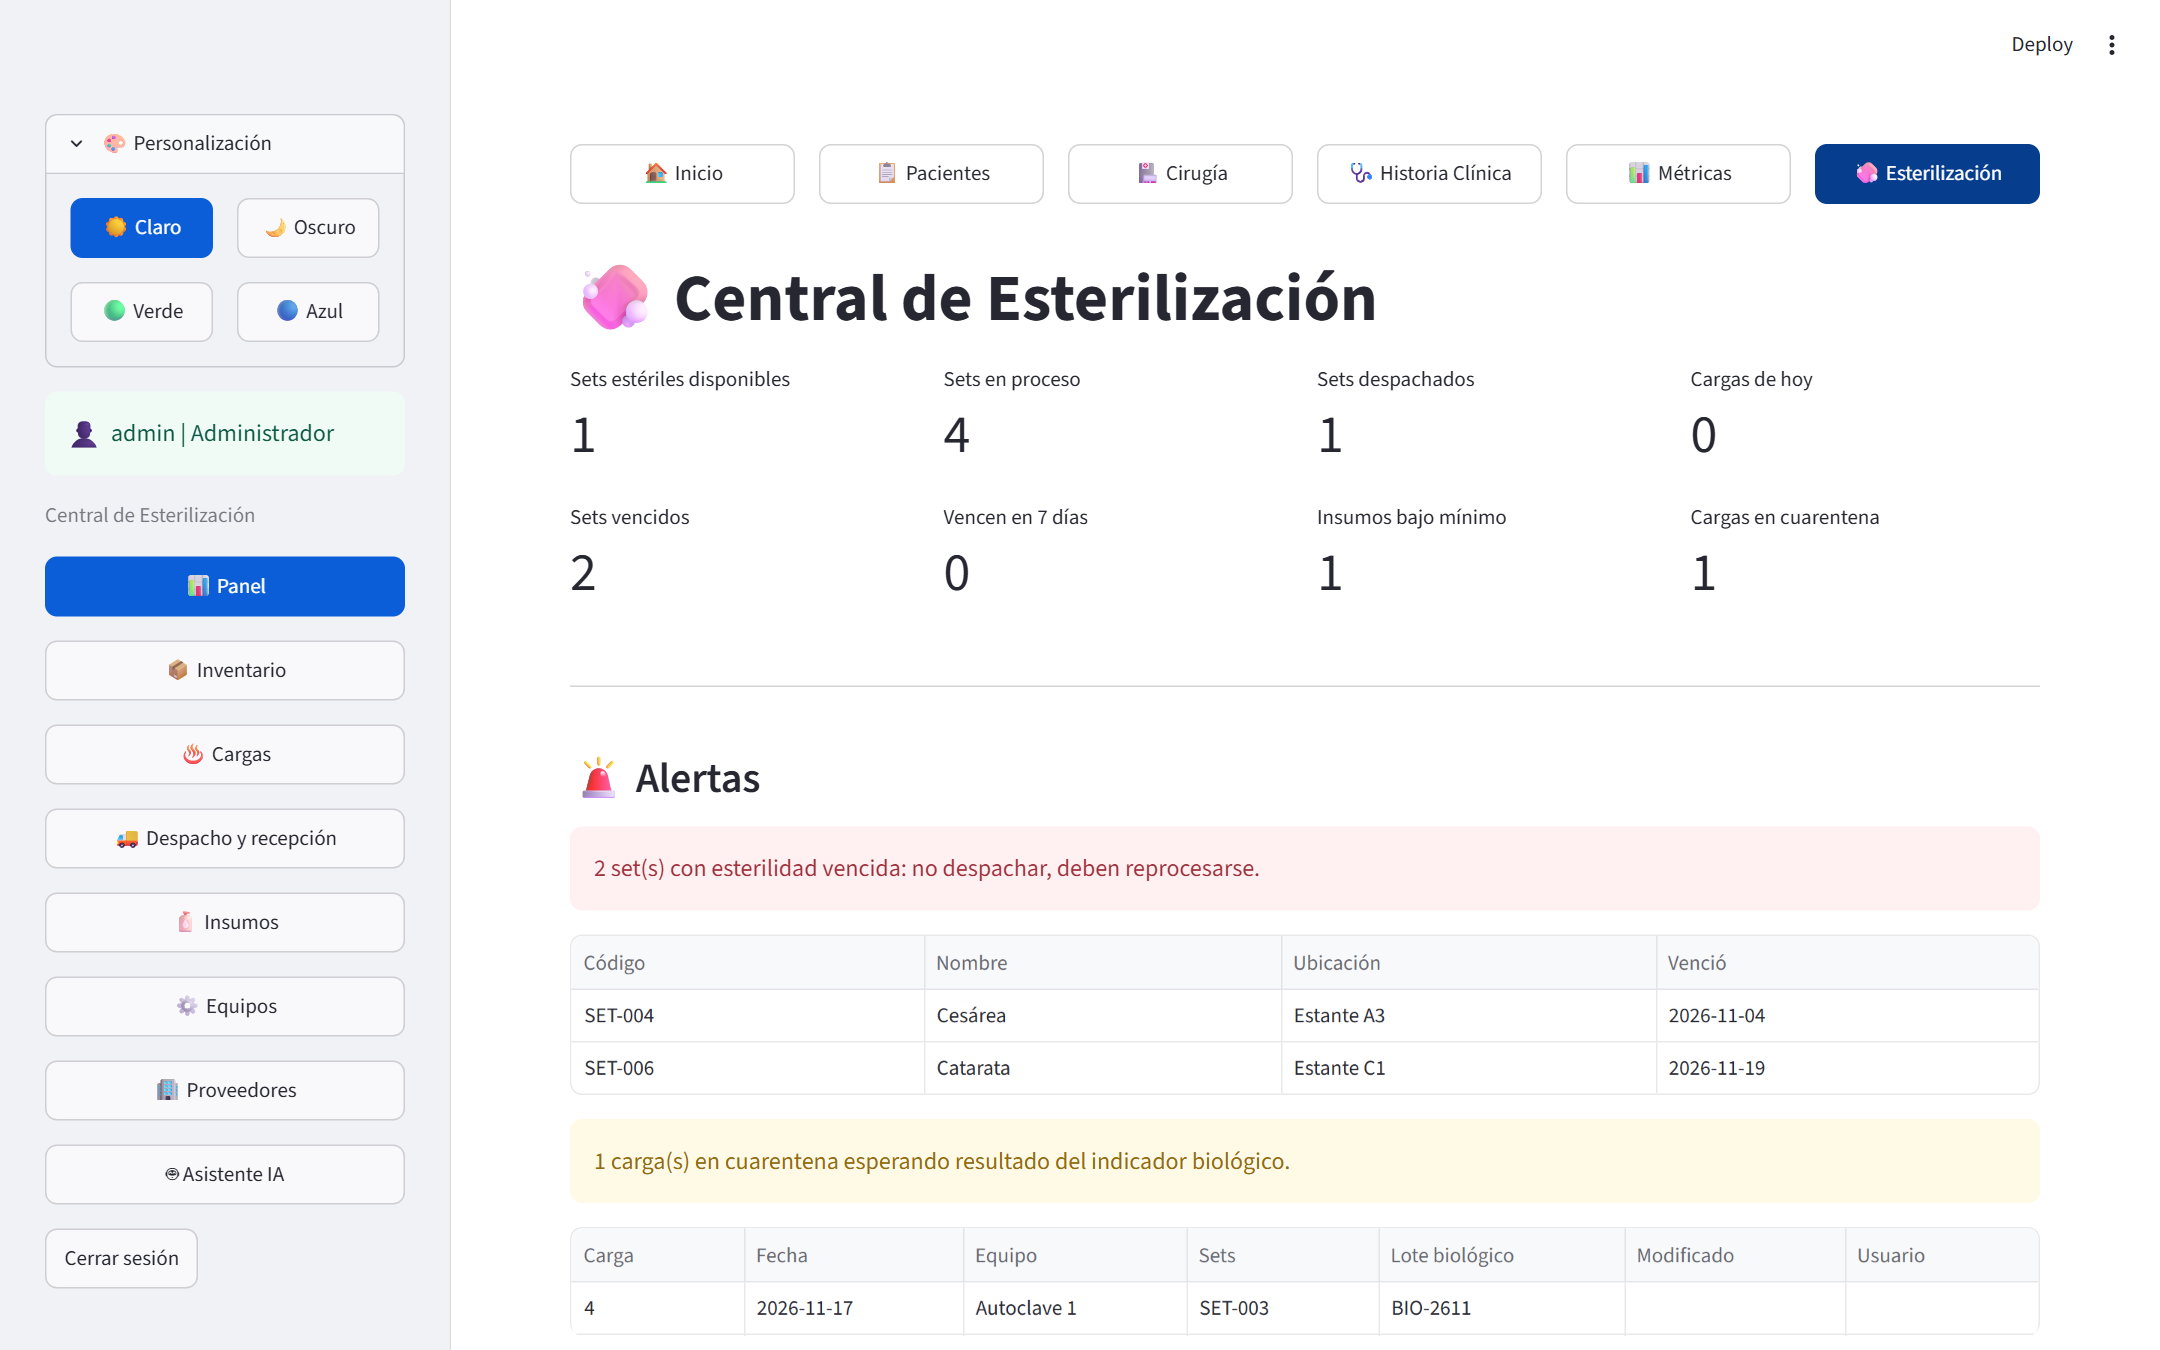 Deploy
Personalización
Claro
Oscuro
Verde
Azul
admin | Administrador
Central de Esterilización
Panel
Inventario
Cargas
Despacho y recepción
Insumos
Equipos
Proveedores
Asistente IA
Cerrar sesión
Inicio
Pacientes
Cirugía
Historia Clínica
Métricas
Esterilización
Central de Esterilización
Sets estériles disponibles
1
Sets en proceso
4
Sets despachados
1
Cargas de hoy
0
Sets vencidos
2
Vencen en 7 días
0
Insumos bajo mínimo
1
Cargas en cuarentena
1
Alertas
2 set(s) con esterilidad vencida: no despachar, deben reprocesarse.
Código Nombre Ubicación Venció
SET-004 Cesárea Estante A3 2026-11-04
SET-006 Catarata Estante C1 2026-11-19
1 carga(s) en cuarentena esperando resultado del indicador biológico.
Carga Fecha Equipo Sets Lote biológico Modificado Usuario
4 2026-11-17 Autoclave 1 SET-003 BIO-2611